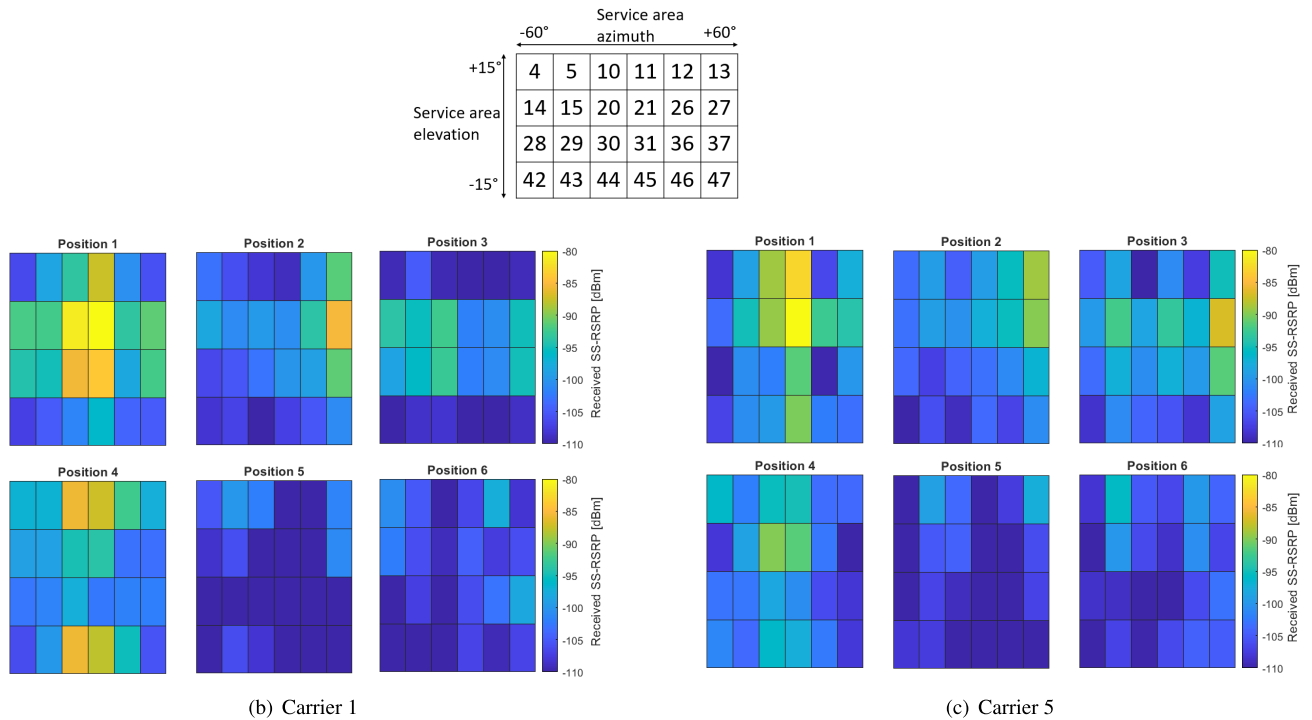 Service area
azimuth
-60°
+60°
+15°
Service area
elevation
-15°
4 5 10 11 12 13
14 15 20 21 26 27
28 29 30 31 36 37
42 43 44 45 46 47
Position 1 Position 2 Position 3
-80
-85
-90
-95
-100
-105
-110
Received SS-RSRP [dBm]
Position 4 Position 5 Position 6
-80
-85
-90
-95
-100
-105
-110
Received SS-RSRP [dBm]
(b) Carrier 1
Position 1 Position 2 Position 3
-80
-85
-90
-95
-100
-105
-110
Received SS-RSRP [dBm]
Position 4 Position 5 Position 6
-80
-85
-90
-95
-100
-105
-110
Received SS-RSRP [dBm]
(c) Carrier 5